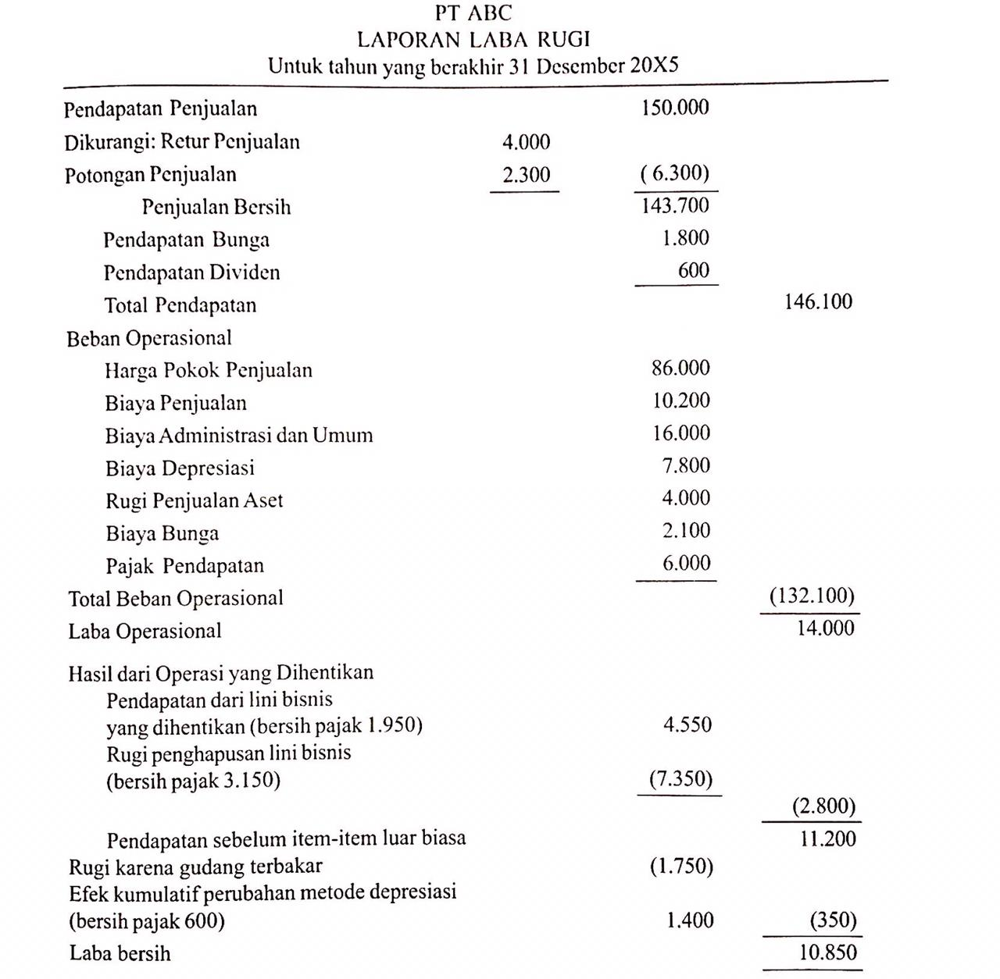 PT ABC
LAPORAN LABA RUGI
Untuk tahun yang berakhir 31 Desember 20X5
Pendapatan Penjualan 150.000
Dikurangi: Retur Penjualan 4.000
Potongan Penjualan 2.300 ( 6.300)
Penjualan Bersih 143.700
Pendapatan Bunga 1.800
Pendapatan Dividen 600
Total Pendapatan 146.100
Beban Operasional
Harga Pokok Penjualan 86.000
Biaya Penjualan 10.200
Biaya Administrasi dan Umum 16.000
Biaya Depresiasi 7.800
Rugi Penjualan Aset 4.000
Biaya Bunga 2.100
Pajak Pendapatan 6.000
Total Beban Operasional (132.100)
Laba Operasional 14.000
Hasil dari Operasi yang Dihentikan
Pendapatan dari lini bisnis
yang dihentikan (bersih pajak 1.950) 4.550
Rugi penghapusan lini bisnis
(bersih pajak 3.150) (7.350)
(2.800)
Pendapatan sebelum item-item luar biasa 11.200
Rugi karena gudang terbakar (1.750)
Efek kumulatif perubahan metode depresiasi
(bersih pajak 600) 1.400 (350)
Laba bersih 10.850